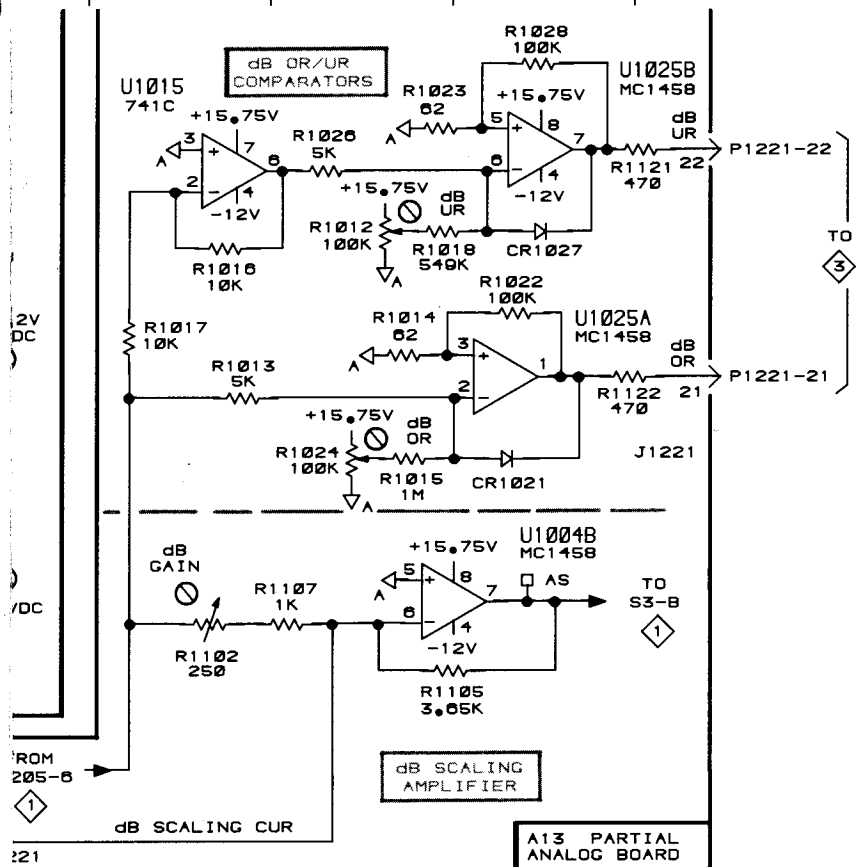 R1028
100K
dB OR/UR
COMPARATORS
U1015
741C
R1023
62
+15.75V
U1025B
MC1458
+15.75V
R1026
5K
5
8
7
dB
UR
A
3
7
A
6
6
4
R1121
470
22
P1221-22
2
4
-12V
+15.75V
dB
UR
-12V
R1012
100K
R1018
549K
CR1027
TO
3
R1016
10K
A
R1022
100K
2V
DC
R1017
10K
R1014
62
U1025A
MC1458
R1013
5K
A
3
1
dB
OR
2
R1122
470
21
P1221-21
+15.75V
dB
OR
R1024
100K
R1015
1M
CR1021
J1221
A
dB
GAIN
+15.75V
U1004B
MC1458
R1107
1K
A
5
8
7
AS
TO
S3-B
1
/DC
6
4
-12V
R1102
250
R1105
3.65K
FROM
205-6
1
dB SCALING
AMPLIFIER
dB SCALING CUR
221
A13 PARTIAL
ANALOG BOARD